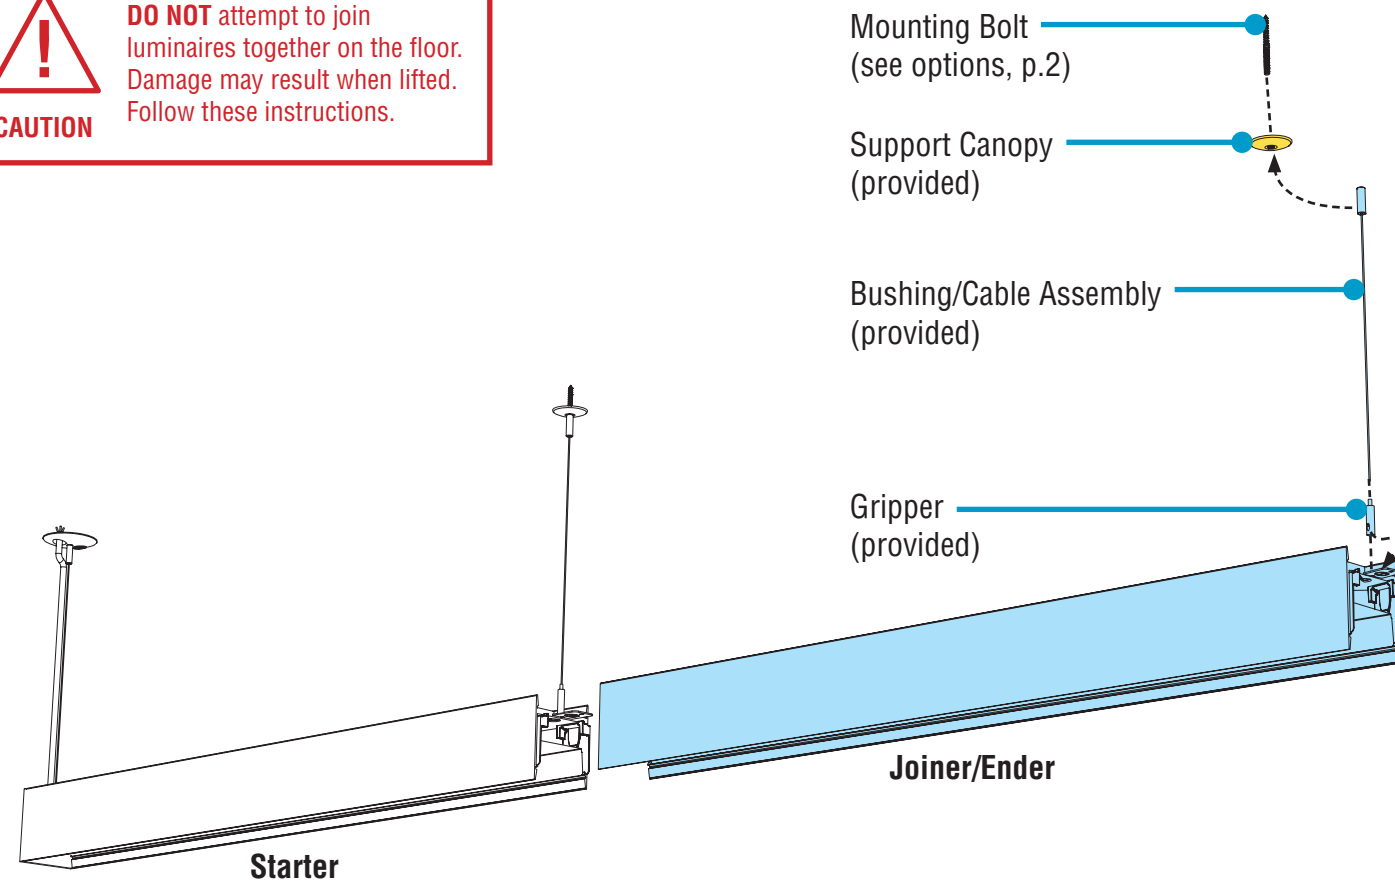 DO NOT attempt to join
luminaires together on the floor.
Damage may result when lifted.
Follow these instructions.
!
CAUTION
Mounting Bolt
(see options, p.2)
Support Canopy
(provided)
Bushing/Cable Assembly
(provided)
Gripper
(provided)
Joiner/Ender
Starter